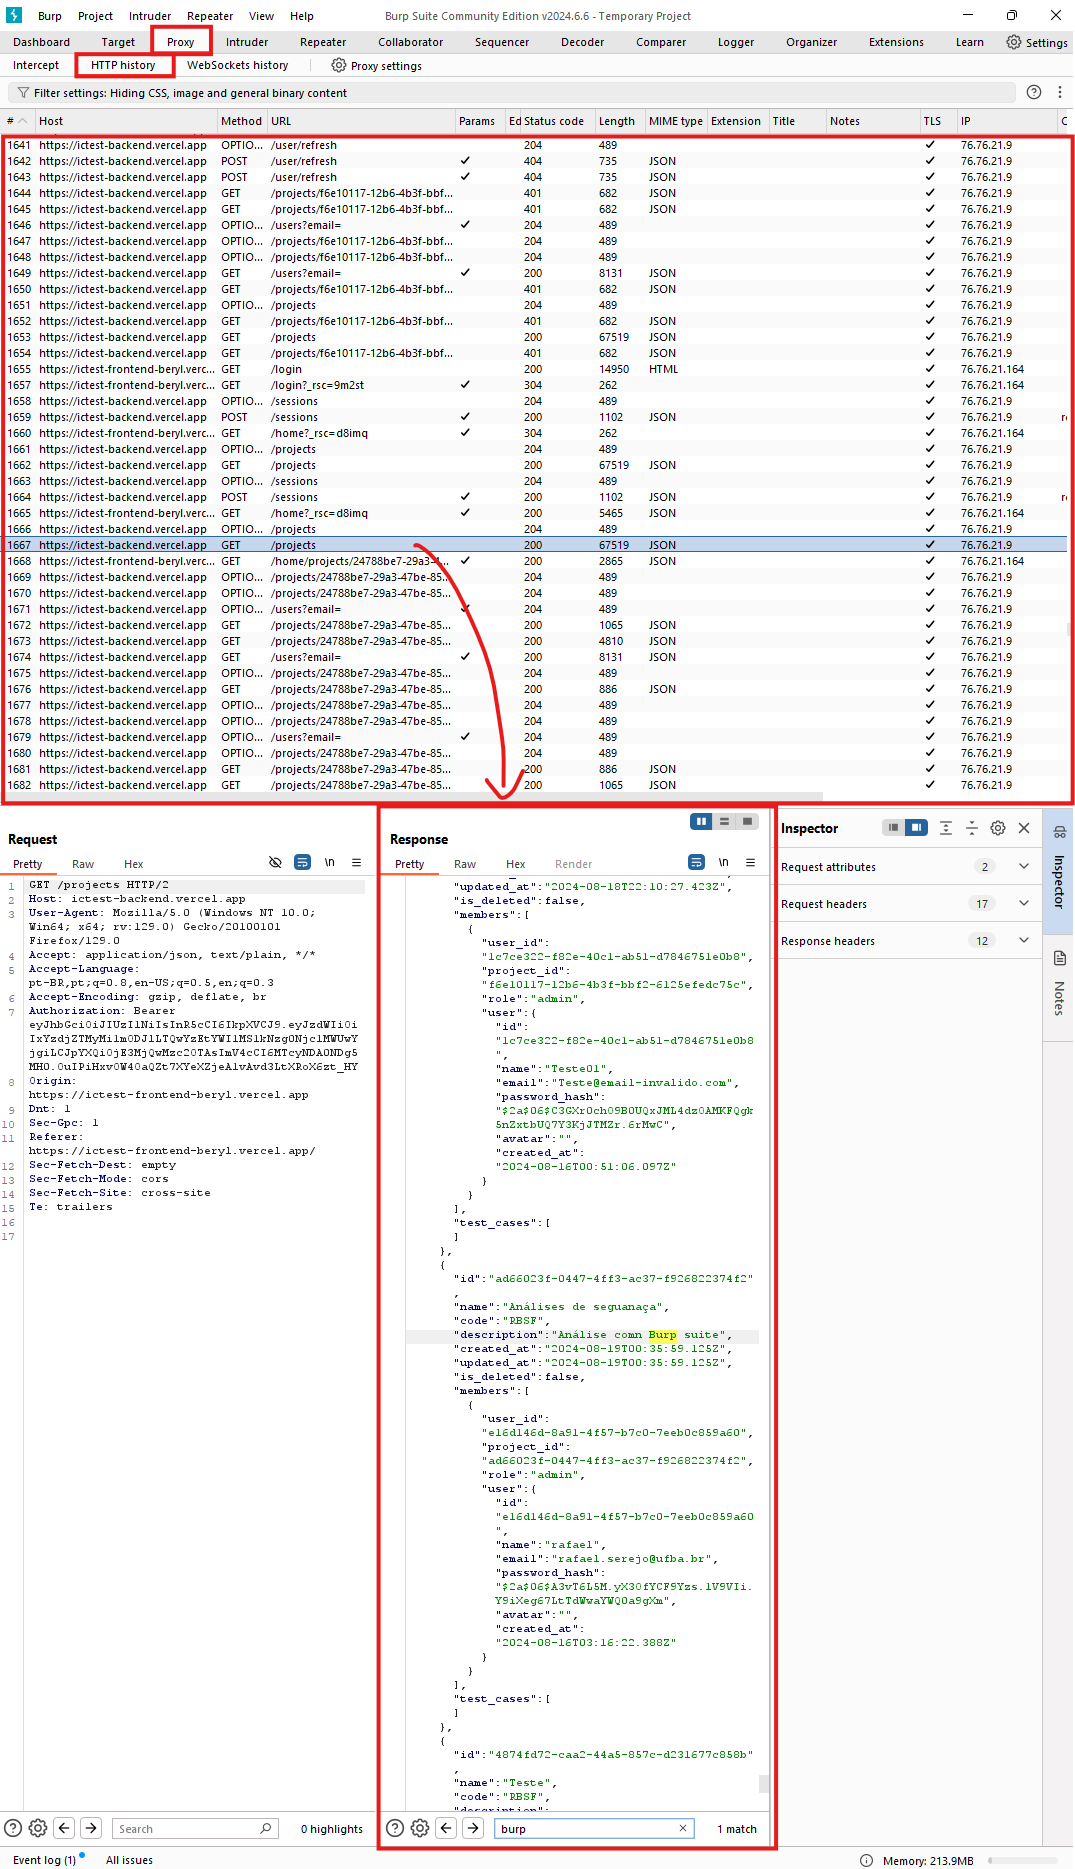 Burp Project Intruder Repeater View Help Burp Suite Community Edition v2024.6.6 - Temporary Project
Dashboard Target Proxy Intruder Repeater Collaborator Sequencer Decoder Comparer Logger Organizer Extensions Learn Settings
Intercept HTTP history WebSockets history Proxy settings
Filter settings: Hiding CSS, image and general binary content
# Host Method URL Params Ed Status code Length MIME type Extension Title Notes TLS IP C
1641 https://ictest-backend.vercel.app OPTIO... /user/refresh 204 489 ✓ 76.76.21.9
1642 https://ictest-backend.vercel.app POST /user/refresh ✓ 404 735 JSON ✓ 76.76.21.9
1643 https://ictest-backend.vercel.app POST /user/refresh ✓ 404 735 JSON ✓ 76.76.21.9
1644 https://ictest-backend.vercel.app GET /projects/f6e10117-12b6-4b3f-bbf... 401 682 JSON ✓ 76.76.21.9
1645 https://ictest-backend.vercel.app GET /projects/f6e10117-12b6-4b3f-bbf... 401 682 JSON ✓ 76.76.21.9
1646 https://ictest-backend.vercel.app OPTIO... /users?email= ✓ 204 489 ✓ 76.76.21.9
1647 https://ictest-backend.vercel.app OPTIO... /projects/f6e10117-12b6-4b3f-bbf... 204 489 ✓ 76.76.21.9
1648 https://ictest-backend.vercel.app OPTIO... /projects/f6e10117-12b6-4b3f-bbf... 204 489 ✓ 76.76.21.9
1649 https://ictest-backend.vercel.app GET /users?email= ✓ 200 8131 JSON ✓ 76.76.21.9
1650 https://ictest-backend.vercel.app GET /projects/f6e10117-12b6-4b3f-bbf... 401 682 JSON ✓ 76.76.21.9
1651 https://ictest-backend.vercel.app OPTIO... /projects 204 489 ✓ 76.76.21.9
1652 https://ictest-backend.vercel.app GET /projects/f6e10117-12b6-4b3f-bbf... 401 682 JSON ✓ 76.76.21.9
1653 https://ictest-backend.vercel.app GET /projects 200 67519 JSON ✓ 76.76.21.9
1654 https://ictest-backend.vercel.app GET /projects/f6e10117-12b6-4b3f-bbf... 401 682 JSON ✓ 76.76.21.9
1655 https://ictest-frontend-beryl.verc... GET /login 200 14950 HTML ✓ 76.76.21.164
1657 https://ictest-frontend-beryl.verc... GET /login?_rsc=9m2st ✓ 304 262 ✓ 76.76.21.164
1658 https://ictest-backend.vercel.app OPTIO... /sessions 204 489 ✓ 76.76.21.9
1659 https://ictest-backend.vercel.app POST /sessions ✓ 200 1102 JSON ✓ 76.76.21.9
1660 https://ictest-frontend-beryl.verc... GET /home?_rsc=d8imq ✓ 304 262 ✓ 76.76.21.164
1661 https://ictest-backend.vercel.app OPTIO... /projects 204 489 ✓ 76.76.21.9
1662 https://ictest-backend.vercel.app GET /projects 200 67519 JSON ✓ 76.76.21.9
1663 https://ictest-backend.vercel.app OPTIO... /sessions 204 489 ✓ 76.76.21.9
1664 https://ictest-backend.vercel.app POST /sessions ✓ 200 1102 JSON ✓ 76.76.21.9
1665 https://ictest-frontend-beryl.verc... GET /home?_rsc=d8imq ✓ 200 5465 JSON ✓ 76.76.21.164
1666 https://ictest-backend.vercel.app OPTIO... /projects 204 489 ✓ 76.76.21.9
1667 https://ictest-backend.vercel.app GET /projects 200 67519 JSON ✓ 76.76.21.9
1668 https://ictest-frontend-beryl.verc... GET /home/projects/24788be7-29a3-4... ✓ 200 2865 JSON ✓ 76.76.21.164
1669 https://ictest-backend.vercel.app OPTIO... /projects/24788be7-29a3-47be-85... 204 489 ✓ 76.76.21.9
1670 https://ictest-backend.vercel.app OPTIO... /projects/24788be7-29a3-47be-85... 204 489 ✓ 76.76.21.9
1671 https://ictest-backend.vercel.app OPTIO... /users?email= ✓ 204 489 ✓ 76.76.21.9
1672 https://ictest-backend.vercel.app GET /projects/24788be7-29a3-47be-85... 200 1065 JSON ✓ 76.76.21.9
1673 https://ictest-backend.vercel.app GET /projects/24788be7-29a3-47be-85... 200 4810 JSON ✓ 76.76.21.9
1674 https://ictest-backend.vercel.app GET /users?email= ✓ 200 8131 JSON ✓ 76.76.21.9
1675 https://ictest-backend.vercel.app OPTIO... /projects/24788be7-29a3-47be-85... 204 489 ✓ 76.76.21.9
1676 https://ictest-backend.vercel.app GET /projects/24788be7-29a3-47be-85... 200 886 JSON ✓ 76.76.21.9
1677 https://ictest-backend.vercel.app OPTIO... /projects/24788be7-29a3-47be-85... 204 489 ✓ 76.76.21.9
1678 https://ictest-backend.vercel.app OPTIO... /projects/24788be7-29a3-47be-85... 204 489 ✓ 76.76.21.9
1679 https://ictest-backend.vercel.app OPTIO... /users?email= ✓ 204 489 ✓ 76.76.21.9
1680 https://ictest-backend.vercel.app OPTIO... /projects/24788be7-29a3-47be-85... 204 489 ✓ 76.76.21.9
1681 https://ictest-backend.vercel.app GET /projects/24788be7-29a3-47be-85... 200 886 JSON ✓ 76.76.21.9
1682 https://ictest-backend.vercel.app GET /projects/24788be7-29a3-47be-85... 200 1065 JSON ✓ 76.76.21.9
Request
Pretty Raw Hex \n
1 GET /projects HTTP/2
2 Host: ictest-backend.vercel.app
3 User-Agent: Mozilla/5.0 (Windows NT 10.0;
Win64; x64; rv:129.0) Gecko/20100101
Firefox/129.0
4 Accept: application/json, text/plain, */*
5 Accept-Language:
pt-BR,pt;q=0.8,en-US;q=0.5,en;q=0.3
6 Accept-Encoding: gzip, deflate, br
7 Authorization: Bearer
8 Origin:
https://ictest-frontend-beryl.vercel.app
9 Dnt: 1
10 Sec-Gpc: 1
11 Referer:
https://ictest-frontend-beryl.vercel.app/
12 Sec-Fetch-Dest: empty
13 Sec-Fetch-Mode: cors
14 Sec-Fetch-Site: cross-site
15 Te: trailers
16
17
Search 0 highlights
Response
Pretty Raw Hex Render \n
"updated_at":"2024-08-18T22:10:27.423Z",
"is_deleted":false,
"members":[
{
"user_id":
"1c7ce322-f82e-40c1-ab51-d7846751e0b8",
"project_id":
"f6e10117-12b6-4b3f-bbf2-6125efedc75c",
"role":"admin",
"user":{
"id":
"1c7ce322-f82e-40c1-ab51-d7846751e0b8"
,
"name":"Teste01",
"email":"Teste@email-invalido.com",
"password_hash":
"avatar":"",
"created_at":
"2024-08-16T00:51:06.097Z"
}
}
],
"test_cases":[
]
},
{
"id":"ad66023f-0447-4ff3-ac37-f926822374f2"
,
"name":"Análises de seguanaça",
"code":"RBSF",
"description":"Análise comn Burp suite",
"created_at":"2024-08-19T00:35:59.125Z",
"updated_at":"2024-08-19T00:35:59.125Z",
"is_deleted":false,
"members":[
{
"user_id":
"e16d146d-8a91-4f57-b7c0-7eeb0c859a60",
"project_id":
"ad66023f-0447-4ff3-ac37-f926822374f2",
"role":"admin",
"user":{
"id":
"e16d146d-8a91-4f57-b7c0-7eeb0c859a60"
,
"name":"rafael",
"email":"rafael.serejo@ufba.br",
"password_hash":
"avatar":"",
"created_at":
"2024-08-16T03:16:22.388Z"
}
}
],
"test_cases":[
]
},
{
"id":"4874fd72-caa2-44a5-857c-d231677c858b"
,
"name":"Teste",
"code":"RBSF",
burp 1 match
Inspector
Request attributes 2
Request headers 17
Response headers 12
Inspector
Notes
Event log (1) All issues Memory: 213.9MB